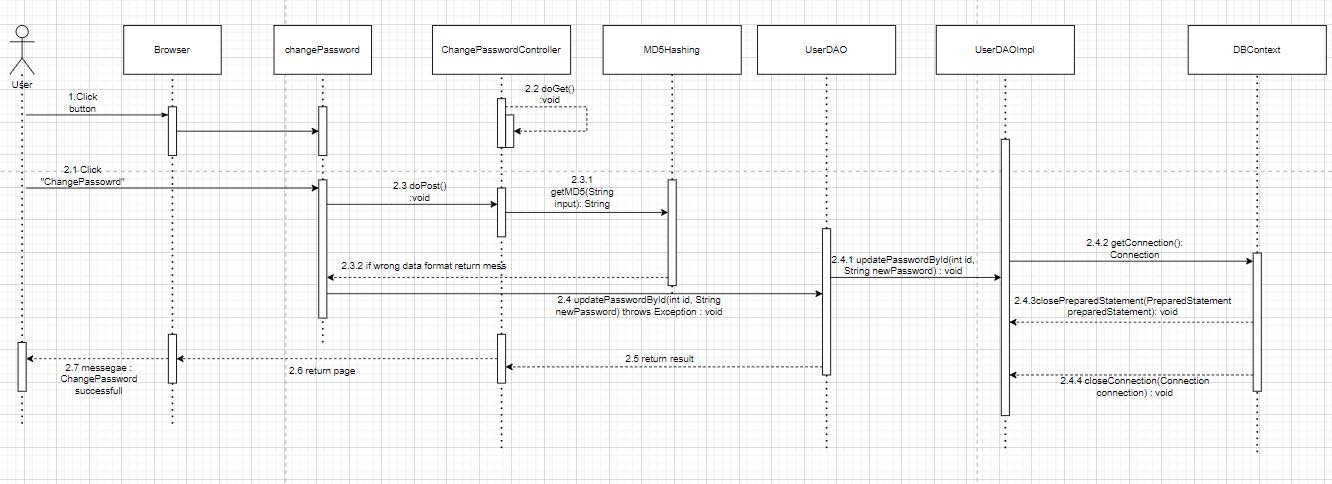 User
Browser
changePassword
ChangePasswordController
MD5Hashing
UserDAO
UserDAOImpl
DBContext
1.Click
button
2.2 doGet()
:void
2.1 Click
"ChangePassowrd"
2.3 doPost()
:void
2.3.1
getMD5(String
input): String
2.3.2 if wrong data format return mess
2.4 updatePasswordById(int id, String
newPassword) throws Exception : void
2.4.1 updatePasswordById(int id,
String newPassword) : void
2.4.2 getConnection():
Connection
2.4.3closePreparedStatement(PreparedStatement
preparedStatement): void
2.4.4 closeConnection(Connection
connection) : void
2.5 return result
2.6 return page
2.7 messegae :
ChangePassword
successfull